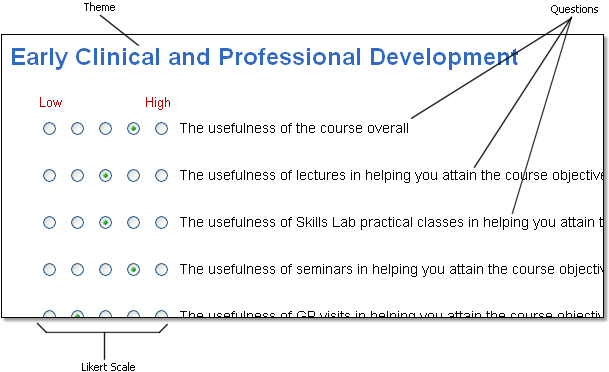 Theme
Questions
Early Clinical and Professional Development
Low High
The usefulness of the course overall
The usefulness of lectures in helping you attain the course objective
The usefulness of Skills Lab practical classes in helping you attain t
The usefulness of seminars in helping you attain the course objectiv
The usefulness of GP visits in helping you attain the course objectiv
Likert Scale